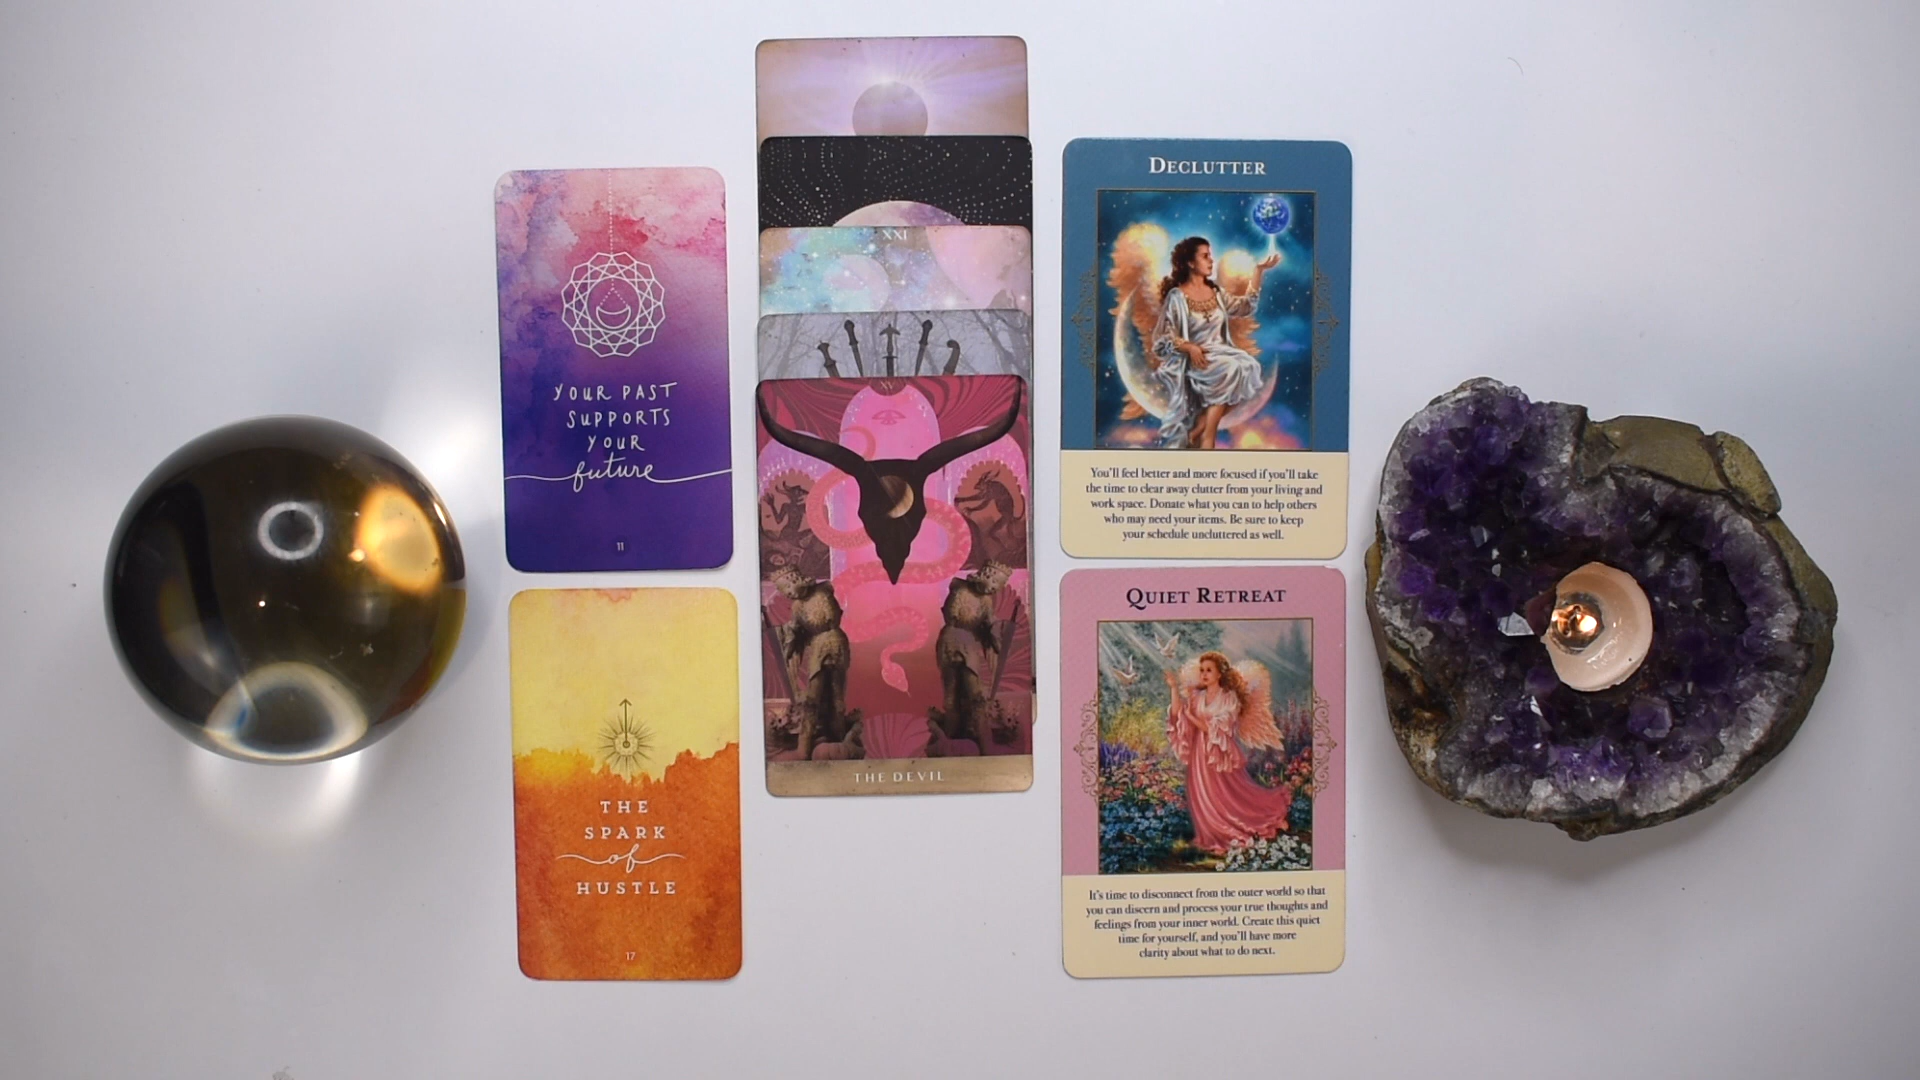 YOUR PAST
SUPPORTS
YOUR
future
11
THE
SPARK
of
HUSTLE
17
XXI
XV
THE DEVIL
DECLUTTER
You'll feel better and more focused if you'll take
the time to clear away clutter from your living and
work space. Donate what you can to help others
who may need your items. Be sure to keep
your schedule uncluttered as well.
QUIET RETREAT
It's time to disconnect from the outer world so that
you can discern and process your true thoughts and
feelings from your inner world. Create this quiet
time for yourself, and you'll have more
clarity about what to do next.